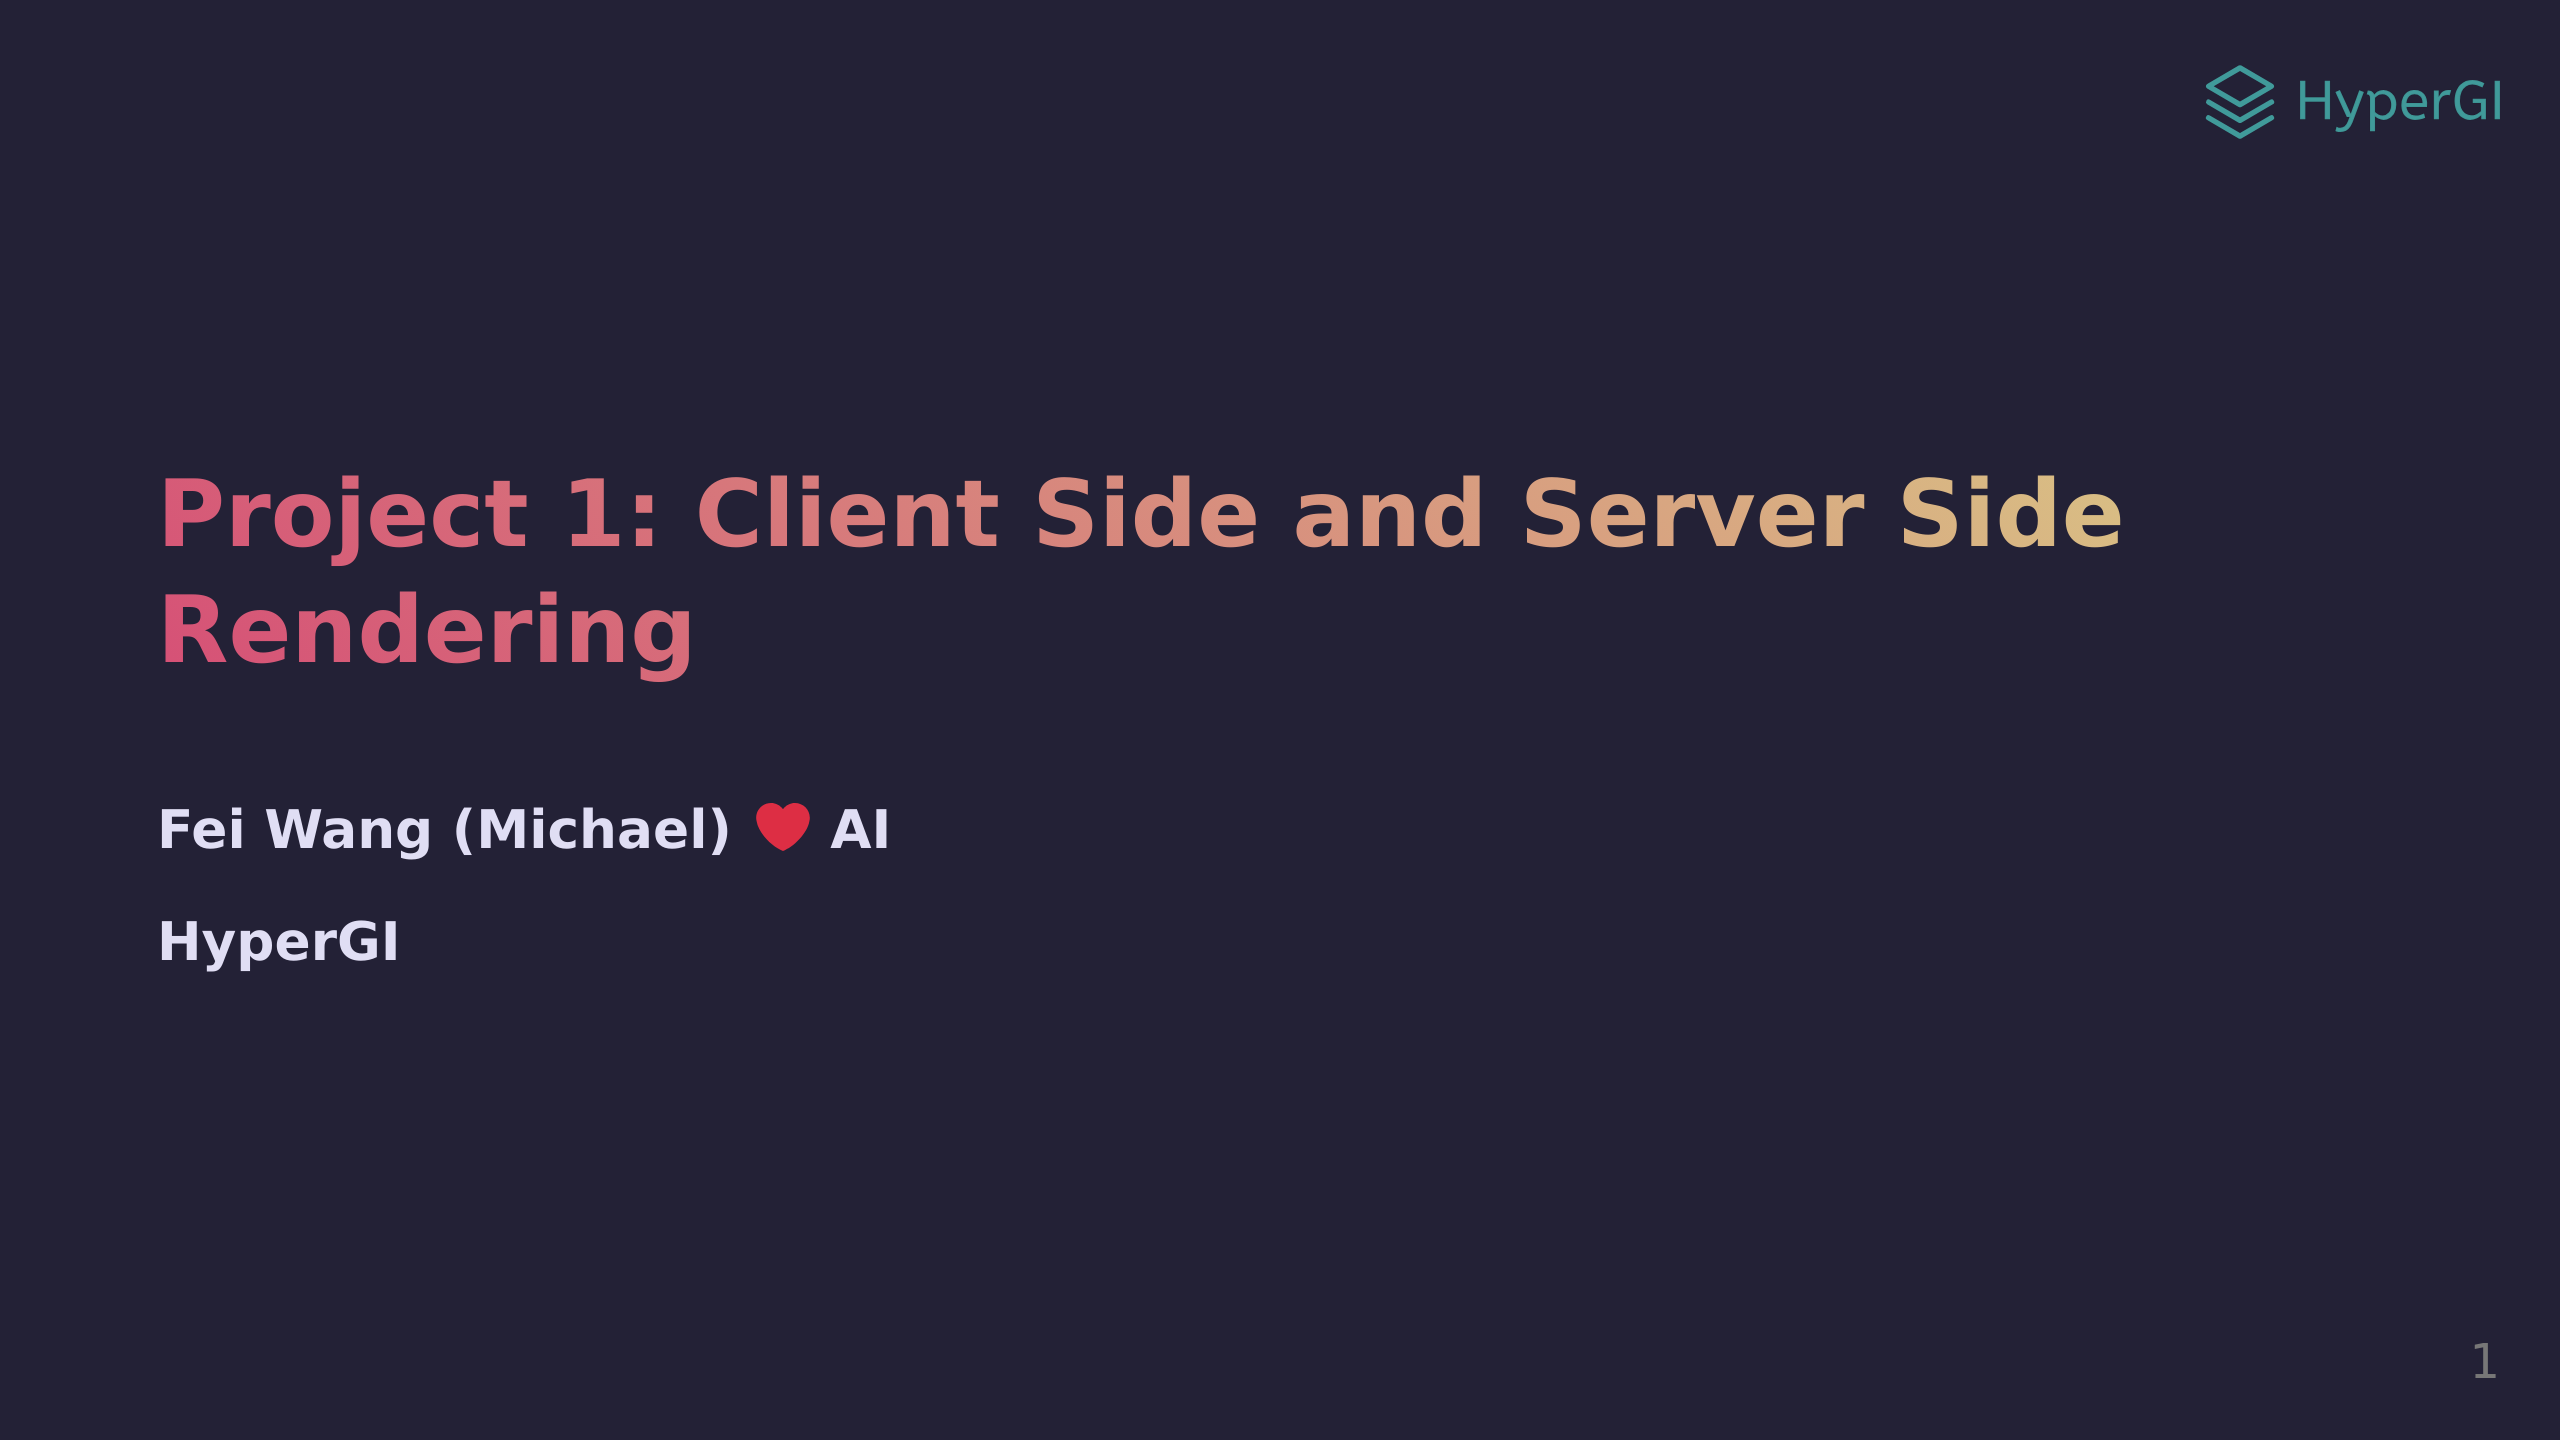 HyperGI
Project 1: Client Side and Server Side
Rendering
Fei Wang (Michael) ❤️ AI
HyperGI
1